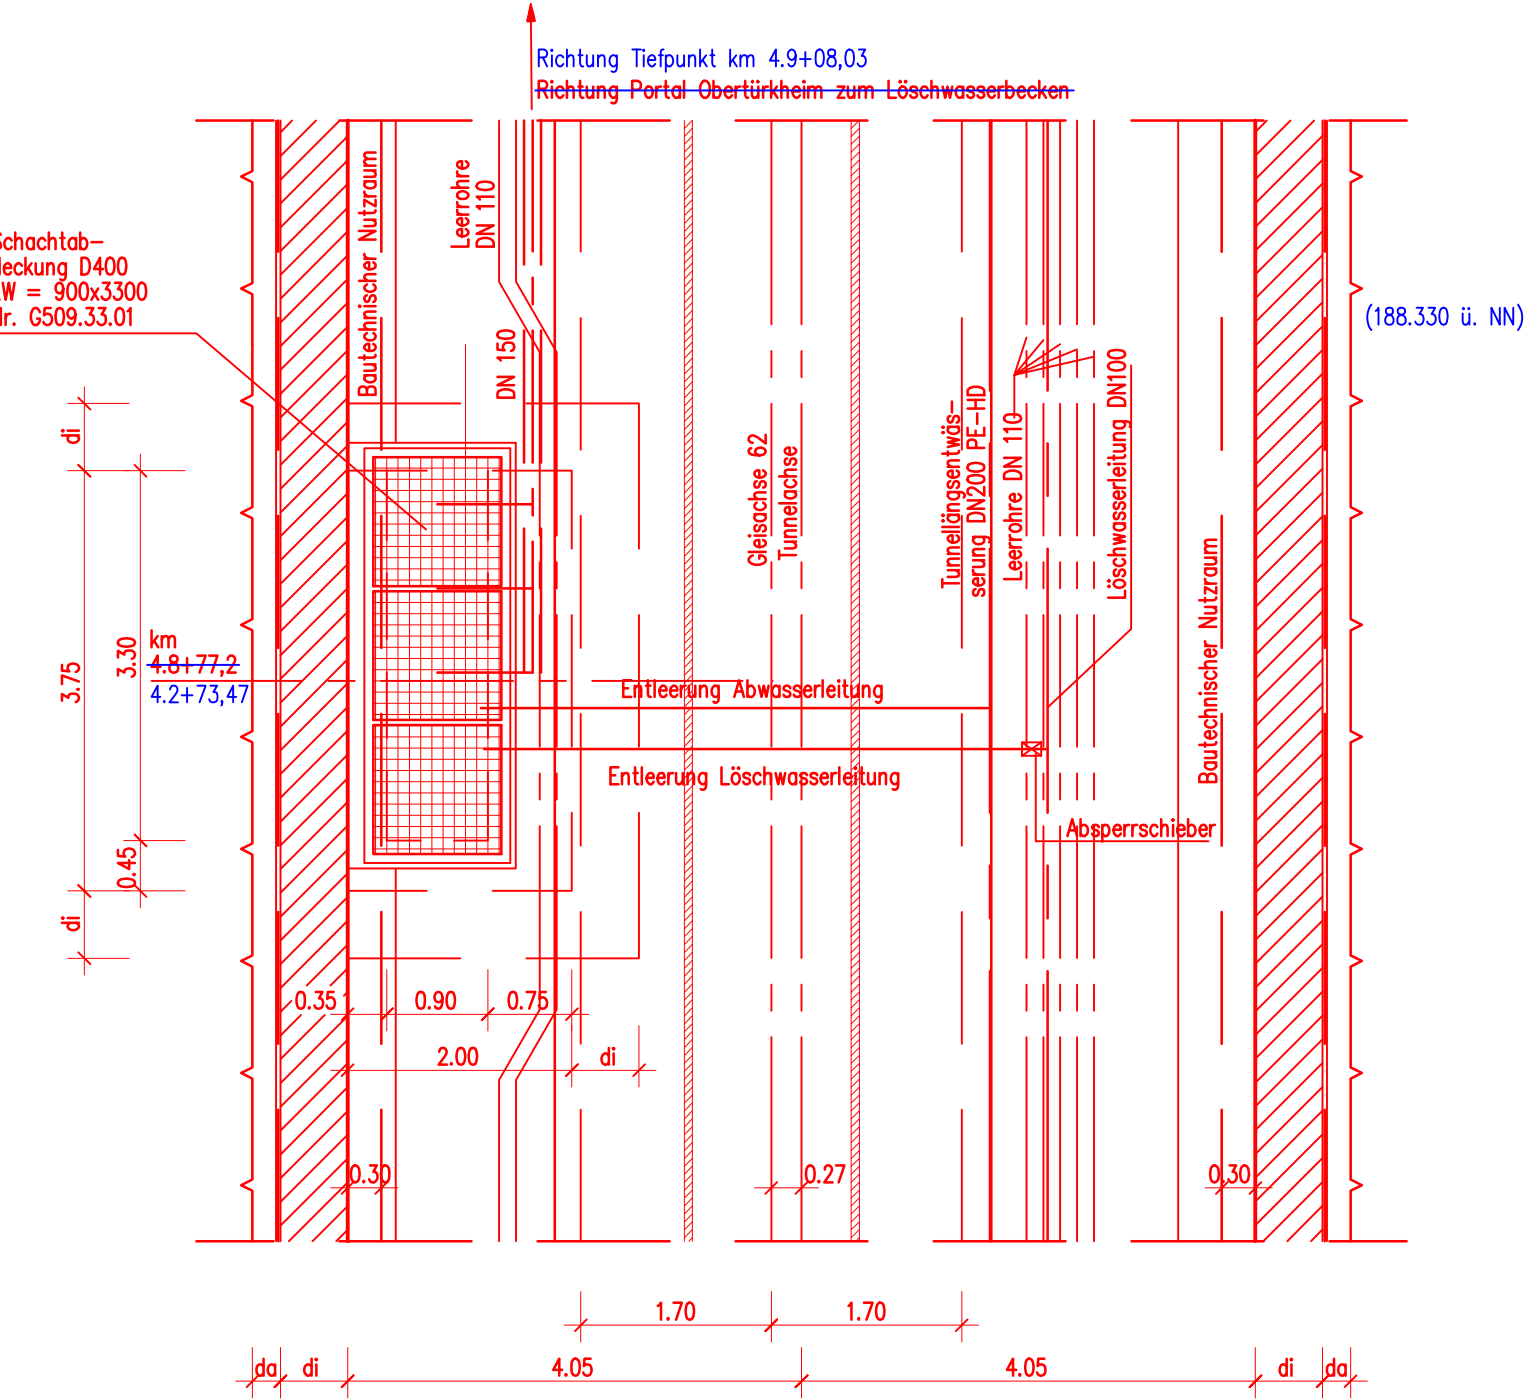 Richtung Tiefpunkt km 4.9+08,03
Richtung Portal Obertürkheim zum Löschwasserbecken
Schachtab-
deckung D400
LW = 900x3300
Nr. G509.33.01
Bautechnischer Nutzraum
Leerrohre
DN 110
DN 150
(188.330 ü. NN)
Gleisachse 62
Tunnelachse
Tunnellängsentwäs-
serung DN200 PE-HD
Leerrohre DN 110
Löschwasserleitung DN100
Bautechnischer Nutzraum
di
3.75
3.30
0.45
di
km
4.8+77,2
4.2+73,47
Entleerung Abwasserleitung
Entleerung Löschwasserleitung
Absperrschieber
0.35
0.90
0.75
2.00
di
0.30
0.27
0.30
1.70
1.70
da
di
4.05
4.05
di
da